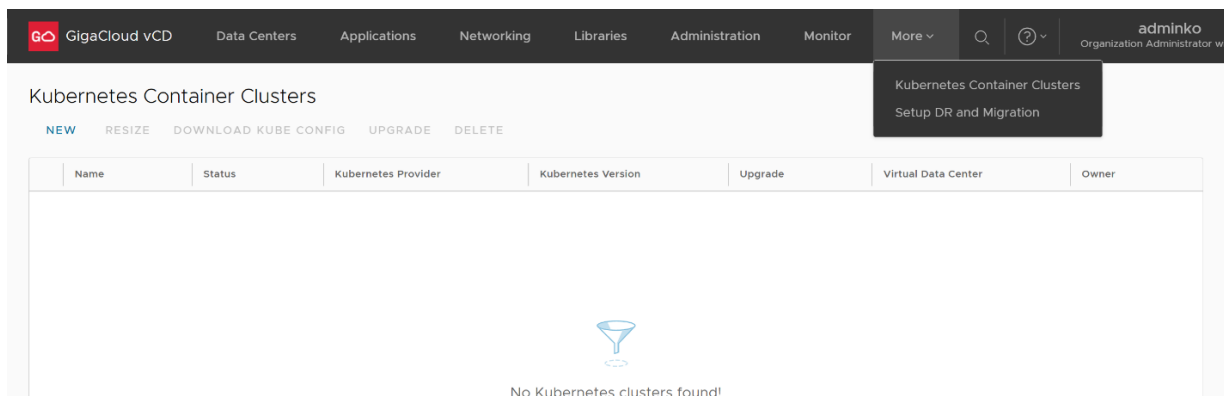 GO GigaCloud vCD Data Centers Applications Networking Libraries Administration Monitor More adminko
Organization Administrator
Kubernetes Container Clusters
Setup DR and Migration
Kubernetes Container Clusters
NEW RESIZE DOWNLOAD KUBE CONFIG UPGRADE DELETE
Name Status Kubernetes Provider Kubernetes Version Upgrade Virtual Data Center Owner
No Kubernetes clusters found!